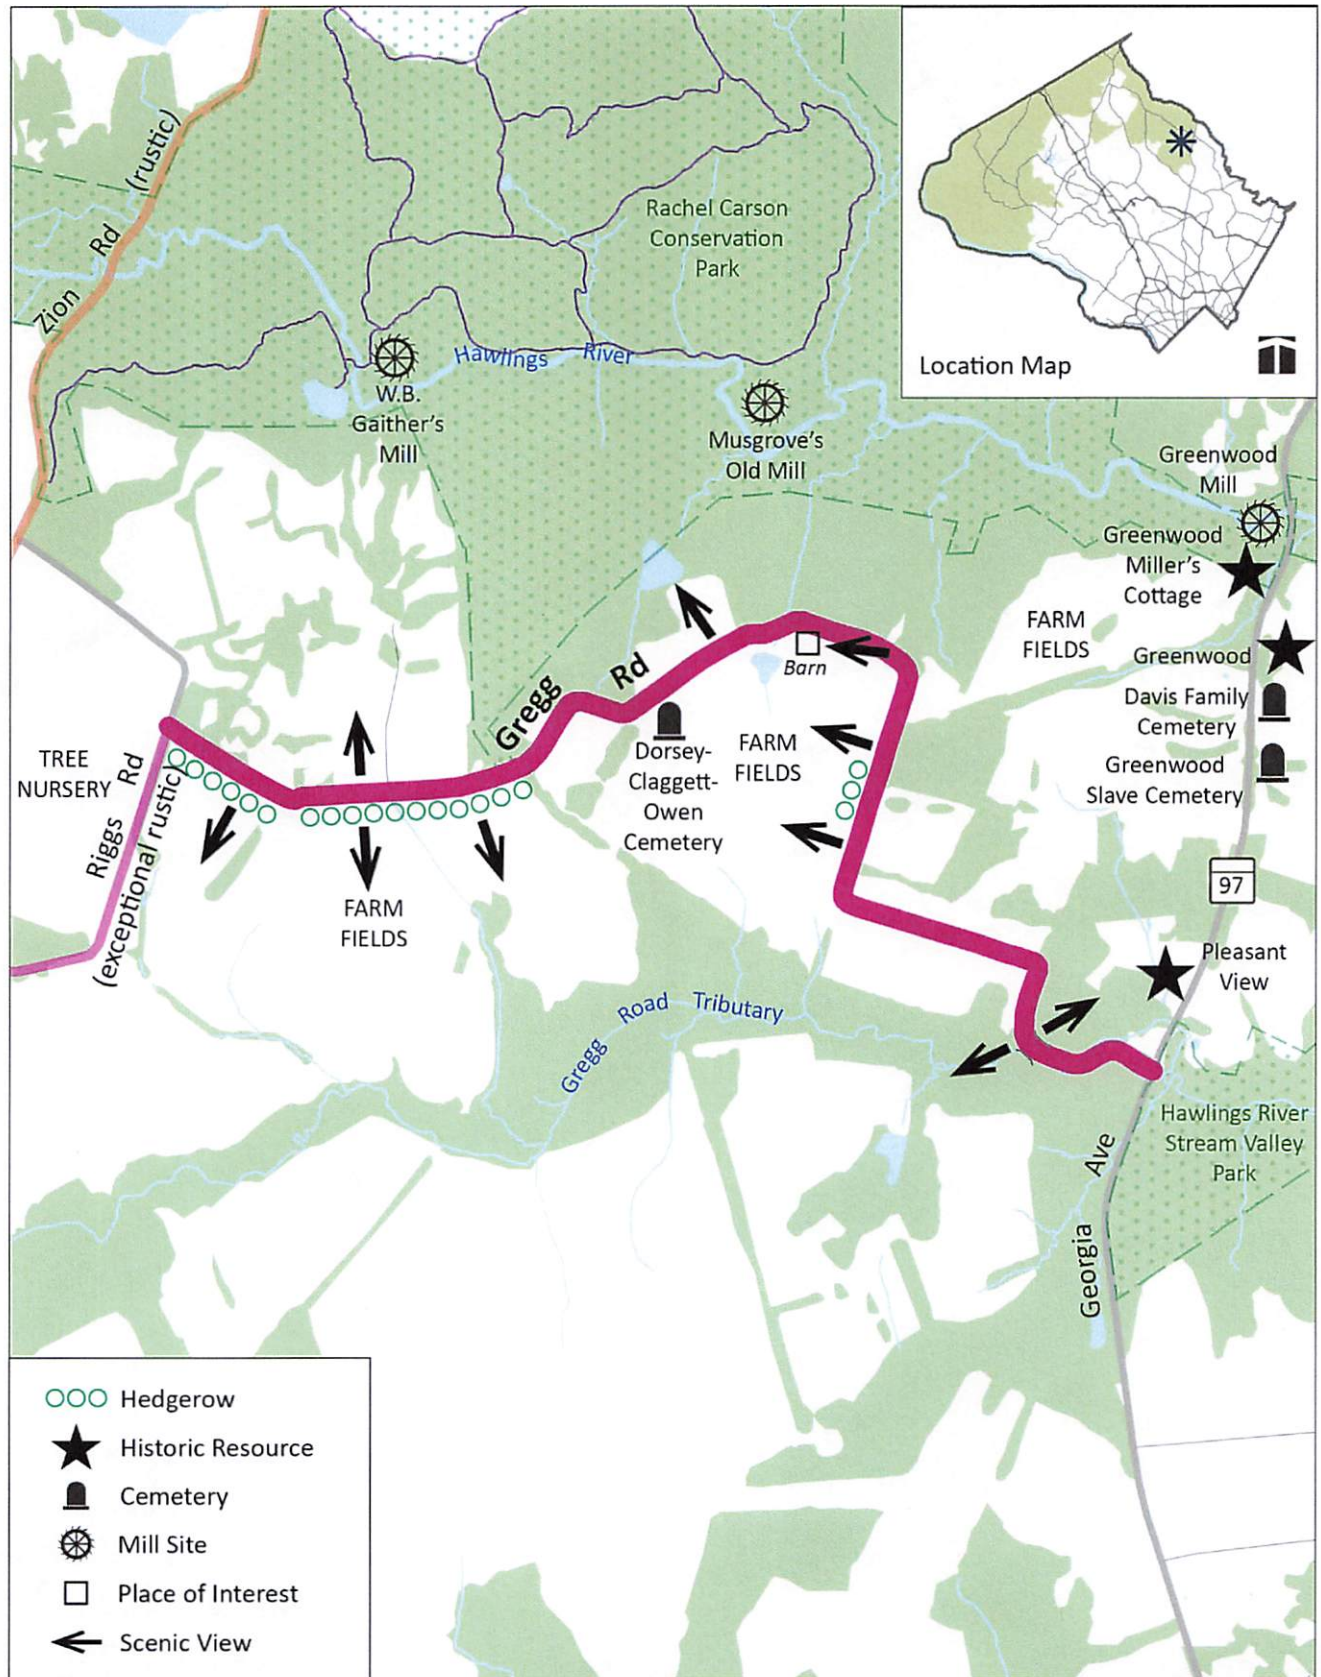 Zion Rd (rustic)
Rachel Carson
Conservation
Park
Location Map
Hawlings River
W.B.
Gaither's
Mill
Musgrove's
Old Mill
Greenwood
Mill
Greenwood
Miller's
Cottage
FARM
FIELDS
Greenwood
Davis Family
Cemetery
Greenwood
Slave Cemetery
Barn
Gregg Rd
TREE
NURSERY
Riggs Rd
(exceptional rustic)
Dorsey-
Claggett-
Owen
Cemetery
FARM
FIELDS
FARM
FIELDS
97
Pleasant
View
Gregg Road Tributary
Hawlings River
Stream Valley
Park
Georgia Ave
Hedgerow
Historic Resource
Cemetery
Mill Site
Place of Interest
Scenic View